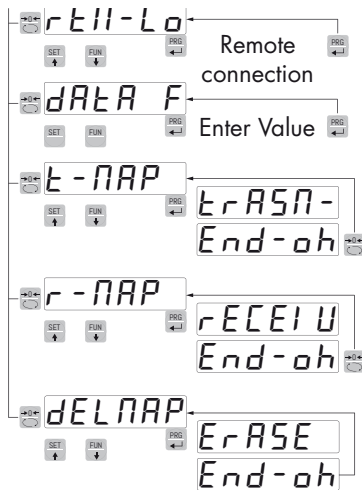 rtII-Lo
SET FUN PRG
Remote
connection
PRG
dAtA F
SET FUN PRG
Enter Value PRG
t-MAP
SET FUN PRG
trASM-
End-oh
r-MAP
SET FUN PRG
rECEIU
End-oh
dELMAP
SET FUN PRG
ErASE
End-oh